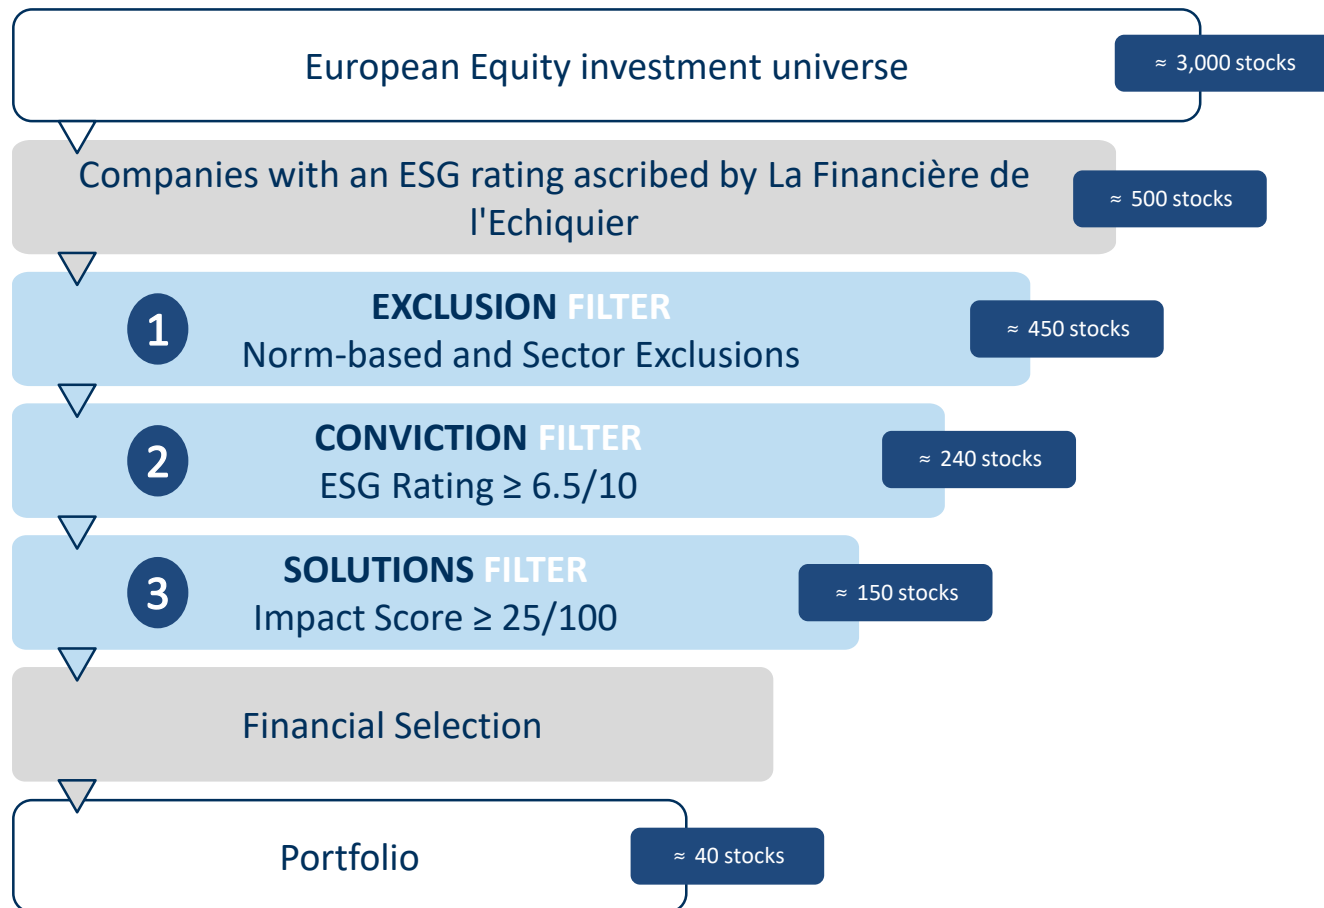 European Equity investment universe
≈ 3,000 stocks
Companies with an ESG rating ascribed by La Financière de
l'Echiquier
≈ 500 stocks
1
EXCLUSION FILTER
Norm-based and Sector Exclusions
≈ 450 stocks
2
CONVICTION FILTER
ESG Rating ≥ 6.5/10
≈ 240 stocks
3
SOLUTIONS FILTER
Impact Score ≥ 25/100
≈ 150 stocks
Financial Selection
Portfolio
≈ 40 stocks